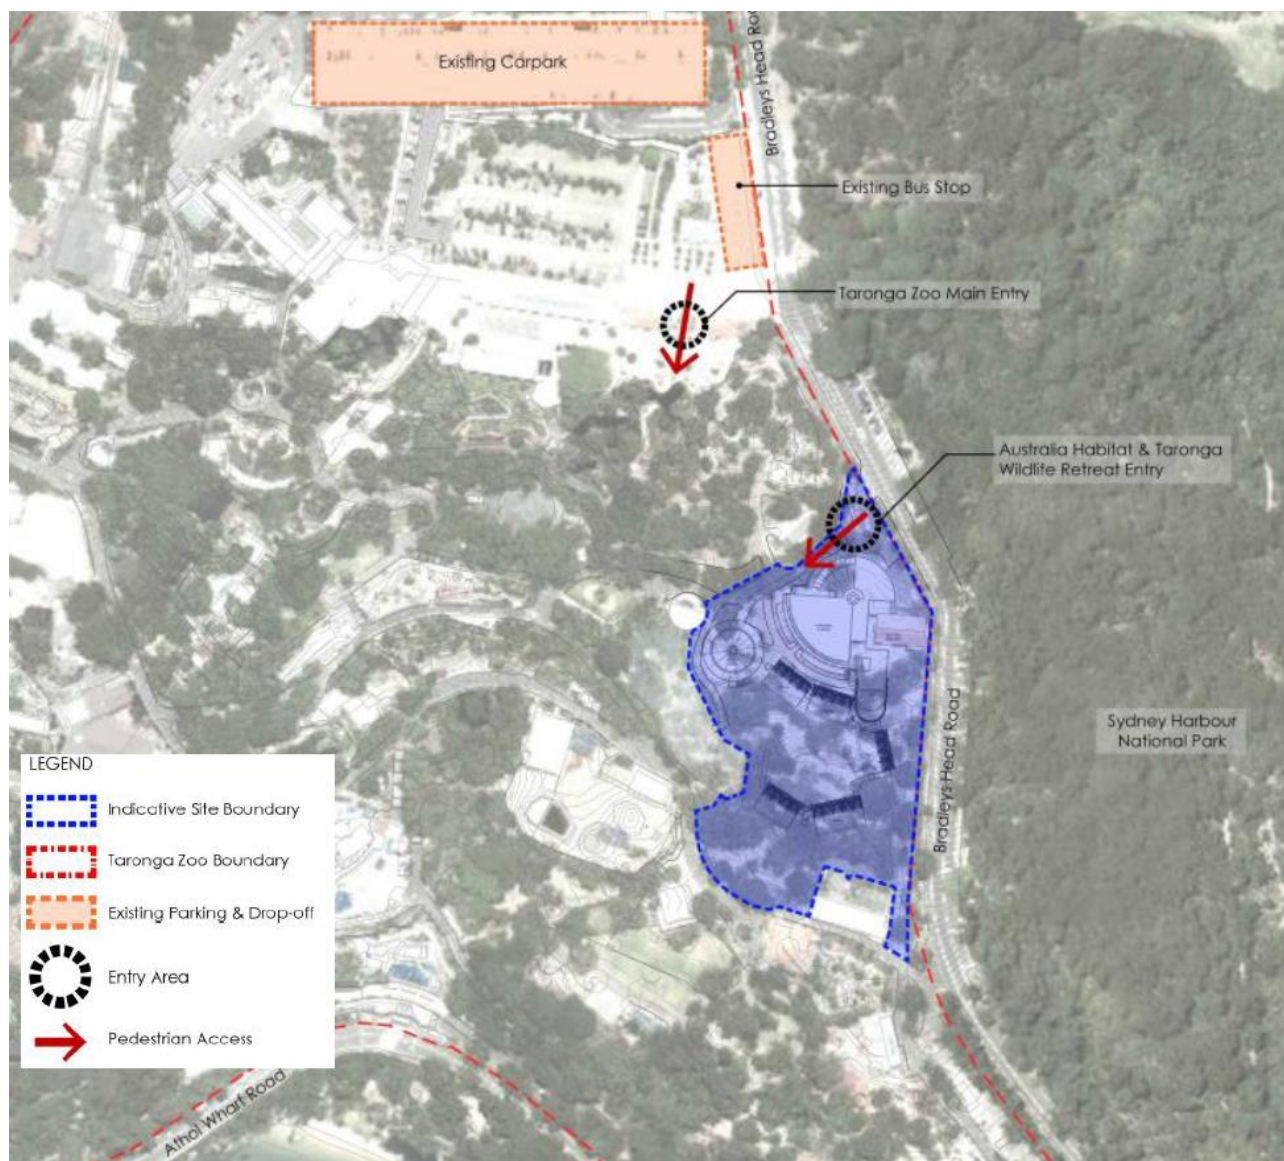 Existing Carpark
Bradleys Head Roa
Existing Bus Stop
Taronga Zoo Main Entry
Australia Habitat & Taronga
Wildlife Retreat Entry
Sydney Harbour
National Park
Bradleys Head Road
LEGEND
Indicative Site Boundary
Taronga Zoo Boundary
Existing Parking & Drop-off
Entry Area
Pedestrian Access
Athol Wharf Road